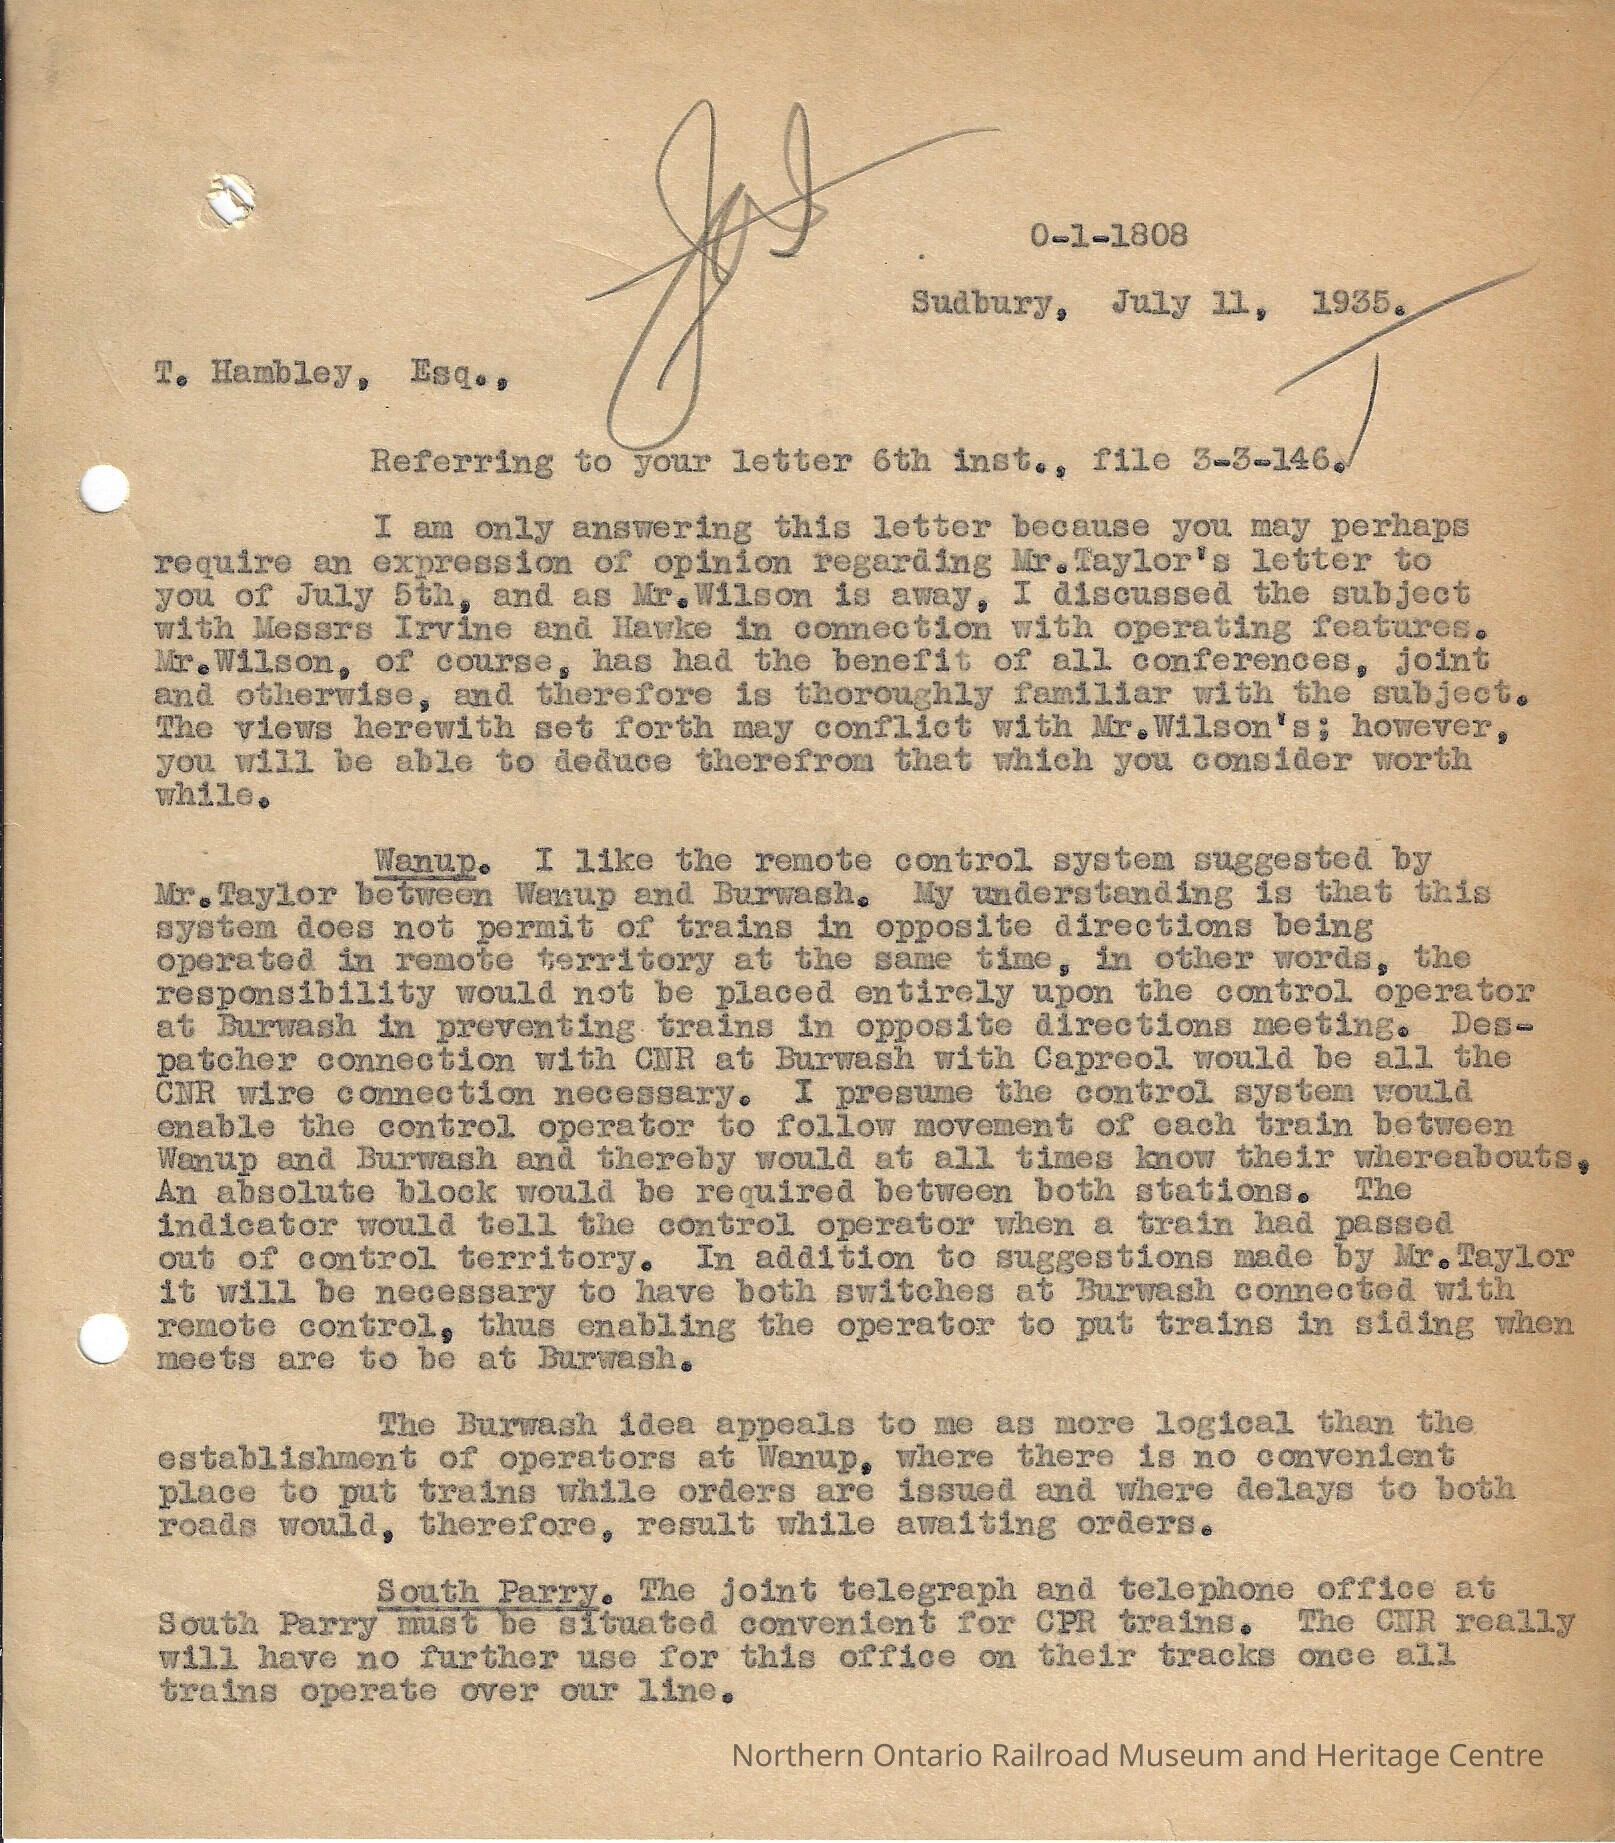 0-1-1808
Sudbury, July 11, 1935.
T. Hambley, Esq.,
Referring to your letter 6th inst., file 3-3-146.
I am only answering this letter because you may perhaps
require an expression of opinion regarding Mr.Taylor's letter to
you of July 5th, and as Mr.Wilson is away, I discussed the subject
with Messrs Irvine and Hawke in connection with operating features.
Mr.Wilson, of course, has had the benefit of all conferences, joint
and otherwise, and therefore is thoroughly familiar with the subject.
The views herewith set forth may conflict with Mr.Wilson's; however,
you will be able to deduce therefrom that which you consider worth
while.
Wanup. I like the remote control system suggested by
Mr.Taylor between Wanup and Burwash. My understanding is that this
system does not permit of trains in opposite directions being
operated in remote territory at the same time, in other words, the
responsibility would not be placed entirely upon the control operator
at Burwash in preventing trains in opposite directions meeting. Des-
patcher connection with CNR at Burwash with Capreol would be all the
CNR wire connection necessary. I presume the control system would
enable the control operator to follow movement of each train between
Wanup and Burwash and thereby would at all times know their whereabouts.
An absolute block would be required between both stations. The
indicator would tell the control operator when a train had passed
out of control territory. In addition to suggestions made by Mr.Taylor
it will be necessary to have both switches at Burwash connected with
remote control, thus enabling the operator to put trains in siding when
meets are to be at Burwash.
The Burwash idea appeals to me as more logical than the
establishment of operators at Wanup, where there is no convenient
place to put trains while orders are issued and where delays to both
roads would, therefore, result while awaiting orders.
South Parry. The joint telegraph and telephone office at
South Parry must be situated convenient for CPR trains. The CNR really
will have no further use for this office on their tracks once all
trains operate over our line.
Northern Ontario Railroad Museum and Heritage Centre